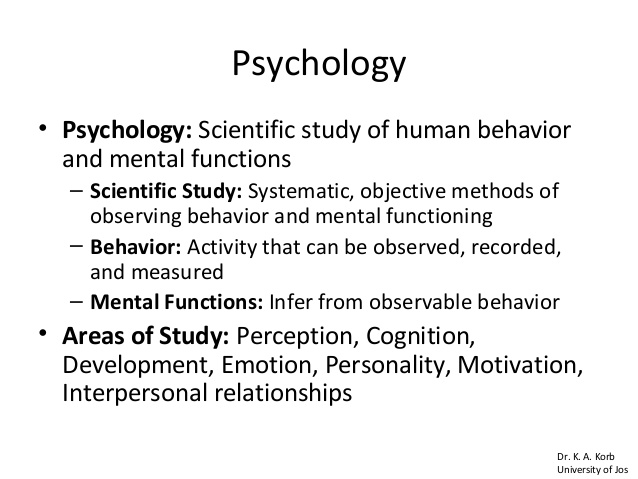 Psychology
• Psychology: Scientific study of human behavior
and mental functions
– Scientific Study: Systematic, objective methods of
observing behavior and mental functioning
– Behavior: Activity that can be observed, recorded,
and measured
– Mental Functions: Infer from observable behavior
• Areas of Study: Perception, Cognition,
Development, Emotion, Personality, Motivation,
Interpersonal relationships
Dr. K. A. Korb
University of Jos